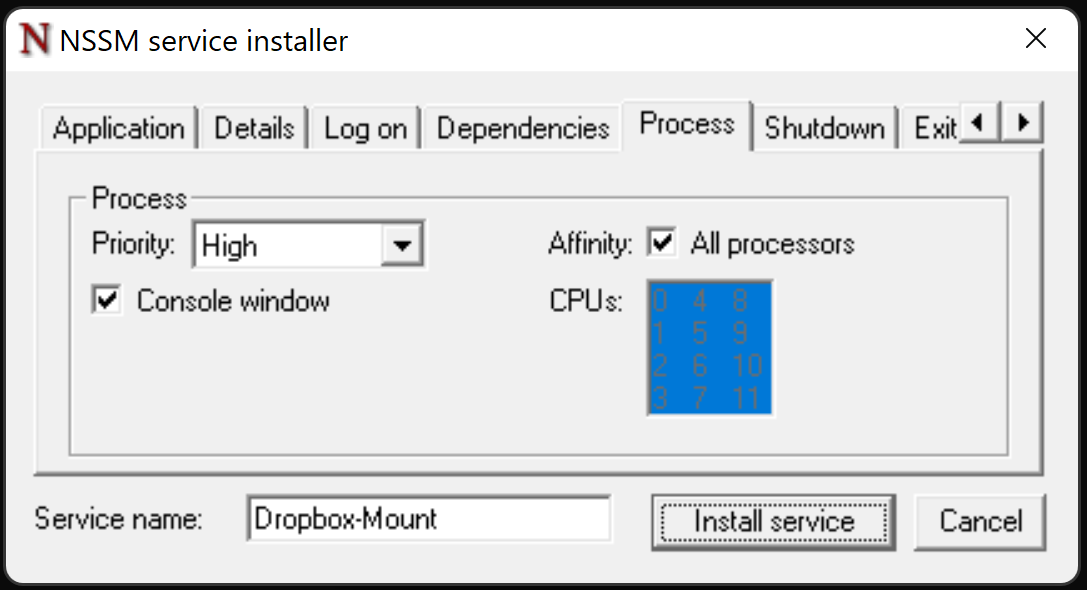 NSSM service installer
Application Details Log on Dependencies Process Shutdown Exit
Process
Priority: High Affinity: All processors
Console window CPUs: 0 4 8
1 5 9
2 6 10
3 7 11
Service name: Dropbox-Mount Install service Cancel